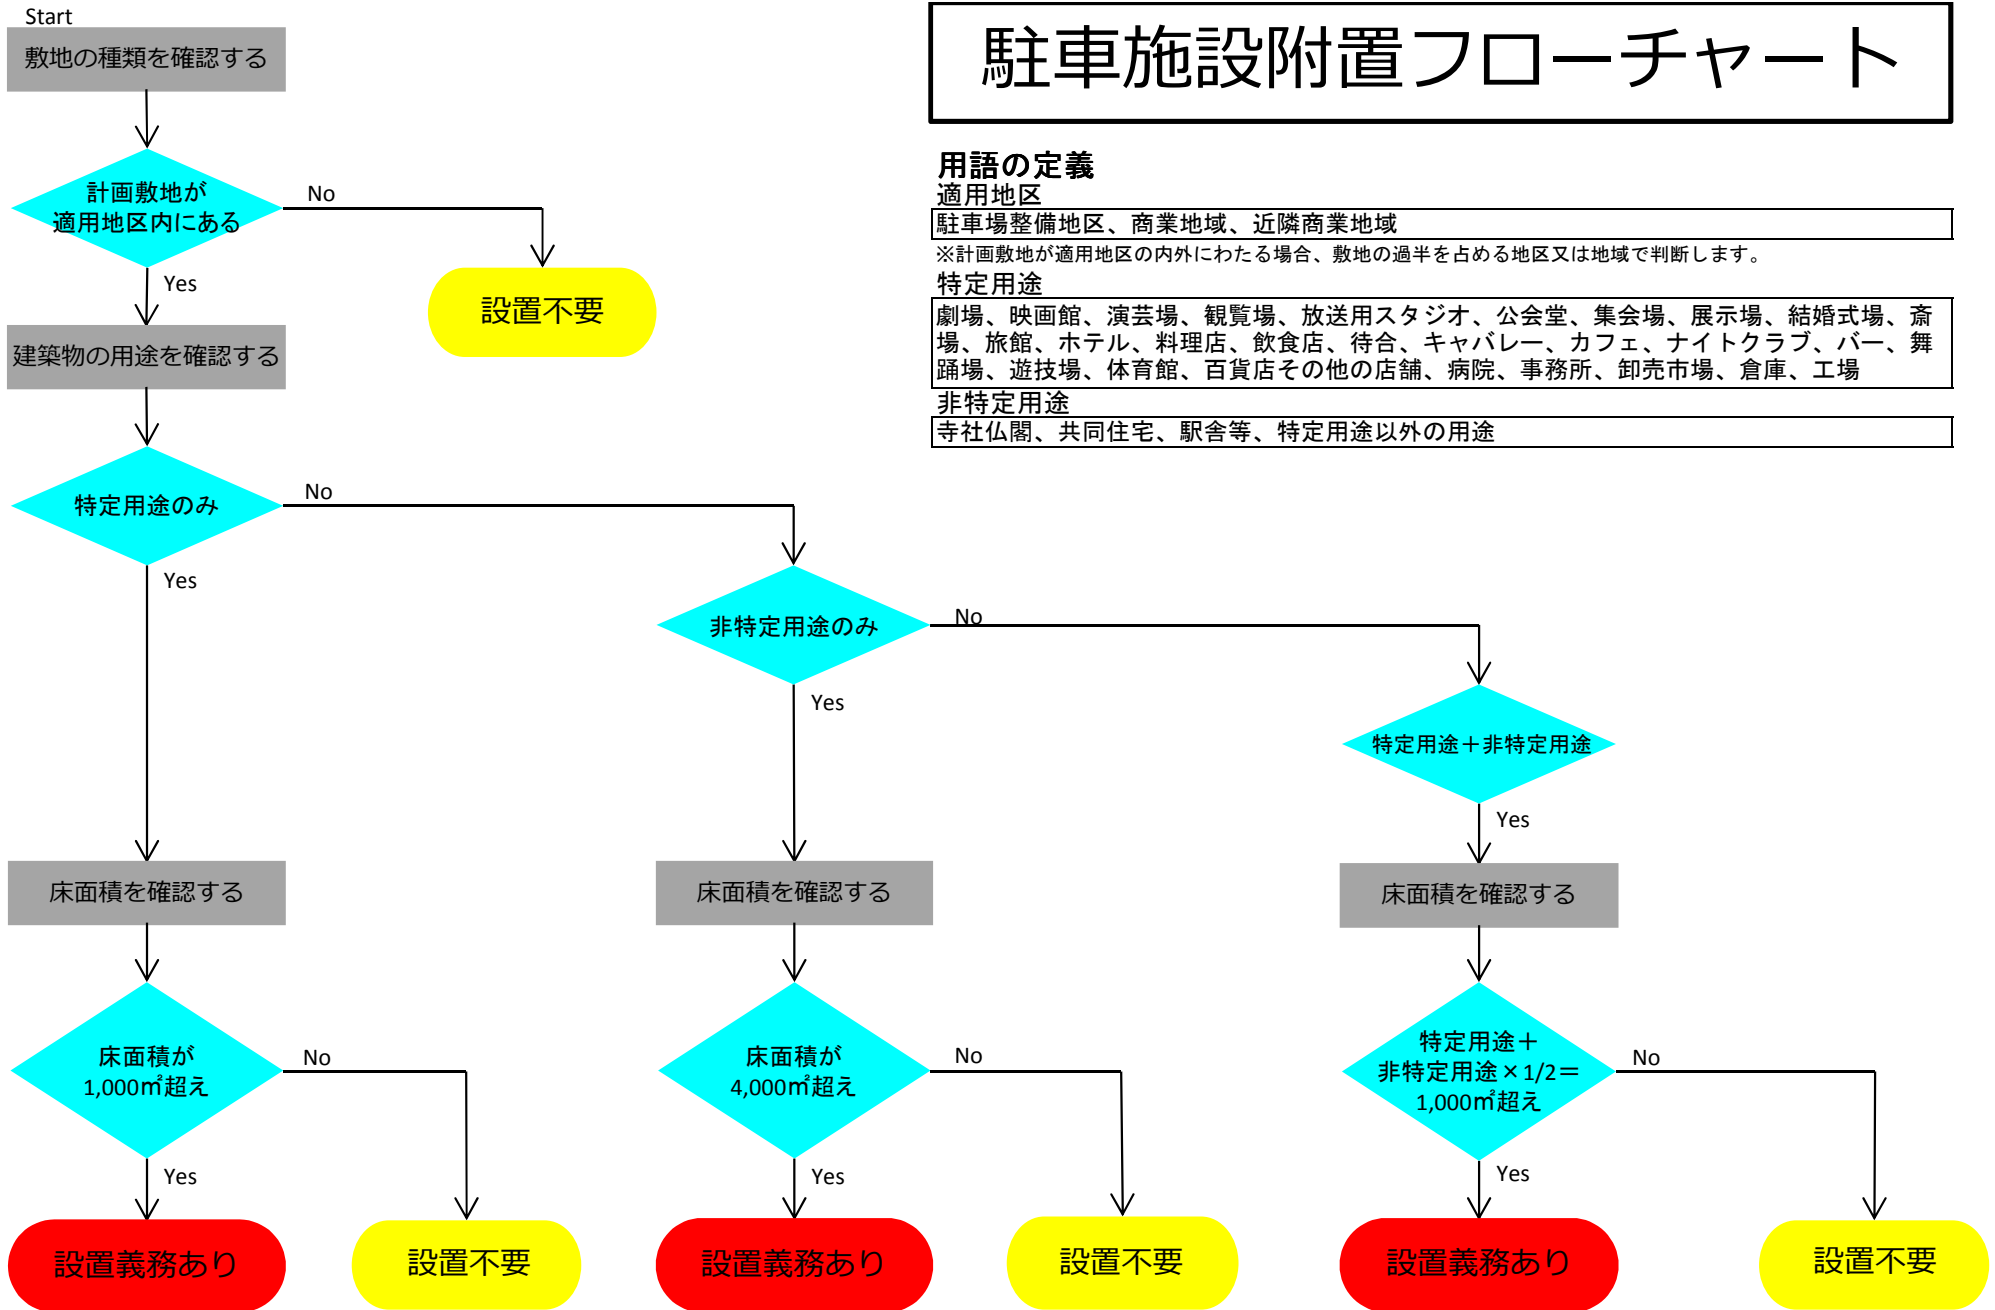 駐車施設附置フローチャート
用語の定義
適用地区
駐車場整備地区、商業地域、近隣商業地域
※計画敷地が適用地区の内外にわたる場合、敷地の過半を占める地区又は地域で判断します。
特定用途
劇場、映画館、演芸場、観覧場、放送用スタジオ、公会堂、集会場、展示場、結婚式場、斎
場、旅館、ホテル、料理店、飲食店、待合、キャバレー、カフェ、ナイトクラブ、バー、舞
踊場、遊技場、体育館、百貨店その他の店舗、病院、事務所、卸売市場、倉庫、工場
非特定用途
寺社仏閣、共同住宅、駅舎等、特定用途以外の用途
Start
敷地の種類を確認する
計画敷地が
適用地区内にある
No
Yes
設置不要
建築物の用途を確認する
特定用途のみ
No
Yes
非特定用途のみ
No
Yes
特定用途＋非特定用途
Yes
床面積を確認する
床面積を確認する
床面積を確認する
床面積が
1,000㎡超え
No
Yes
床面積が
4,000㎡超え
No
Yes
特定用途＋
非特定用途×1/2＝
1,000㎡超え
No
Yes
設置義務あり
設置不要
設置義務あり
設置不要
設置義務あり
設置不要